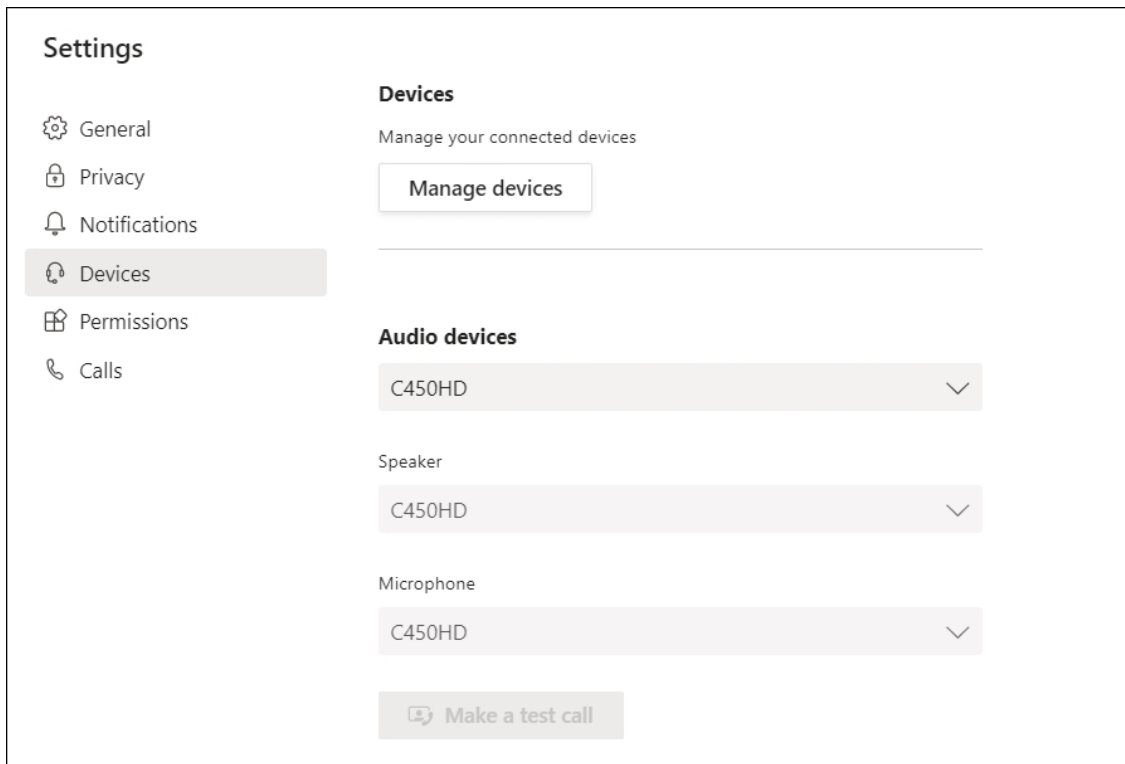 Settings
General
Privacy
Notifications
Devices
Permissions
Calls
Devices
Manage your connected devices
Manage devices
Audio devices
C450HD
Speaker
C450HD
Microphone
C450HD
Make a test call